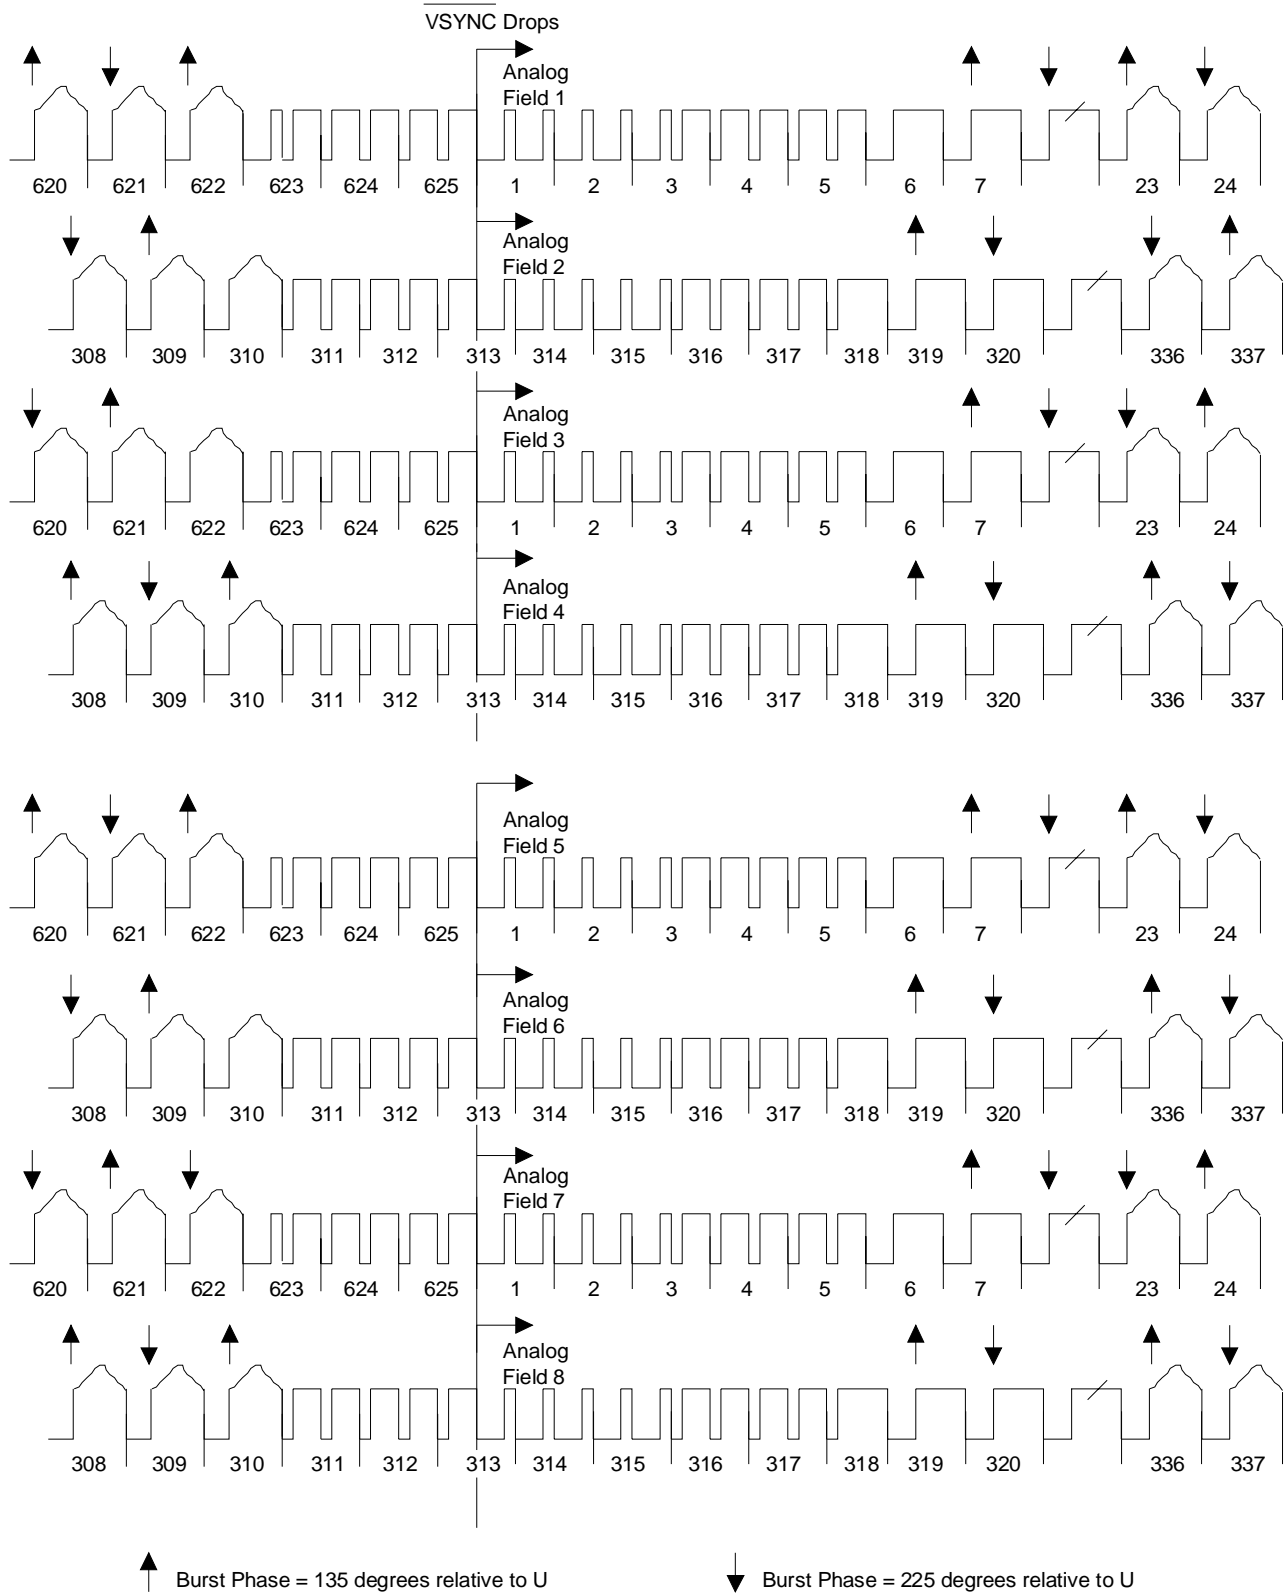 VSYNC Drops
Analog
Field 1
620 621 622 623 624 625 1 2 3 4 5 6 7 23 24
Analog
Field 2
308 309 310 311 312 313 314 315 316 317 318 319 320 336 337
Analog
Field 3
620 621 622 623 624 625 1 2 3 4 5 6 7 23 24
Analog
Field 4
308 309 310 311 312 313 314 315 316 317 318 319 320 336 337
Analog
Field 5
620 621 622 623 624 625 1 2 3 4 5 6 7 23 24
Analog
Field 6
308 309 310 311 312 313 314 315 316 317 318 319 320 336 337
Analog
Field 7
620 621 622 623 624 625 1 2 3 4 5 6 7 23 24
Analog
Field 8
308 309 310 311 312 313 314 315 316 317 318 319 320 336 337
Burst Phase = 135 degrees relative to U Burst Phase = 225 degrees relative to U